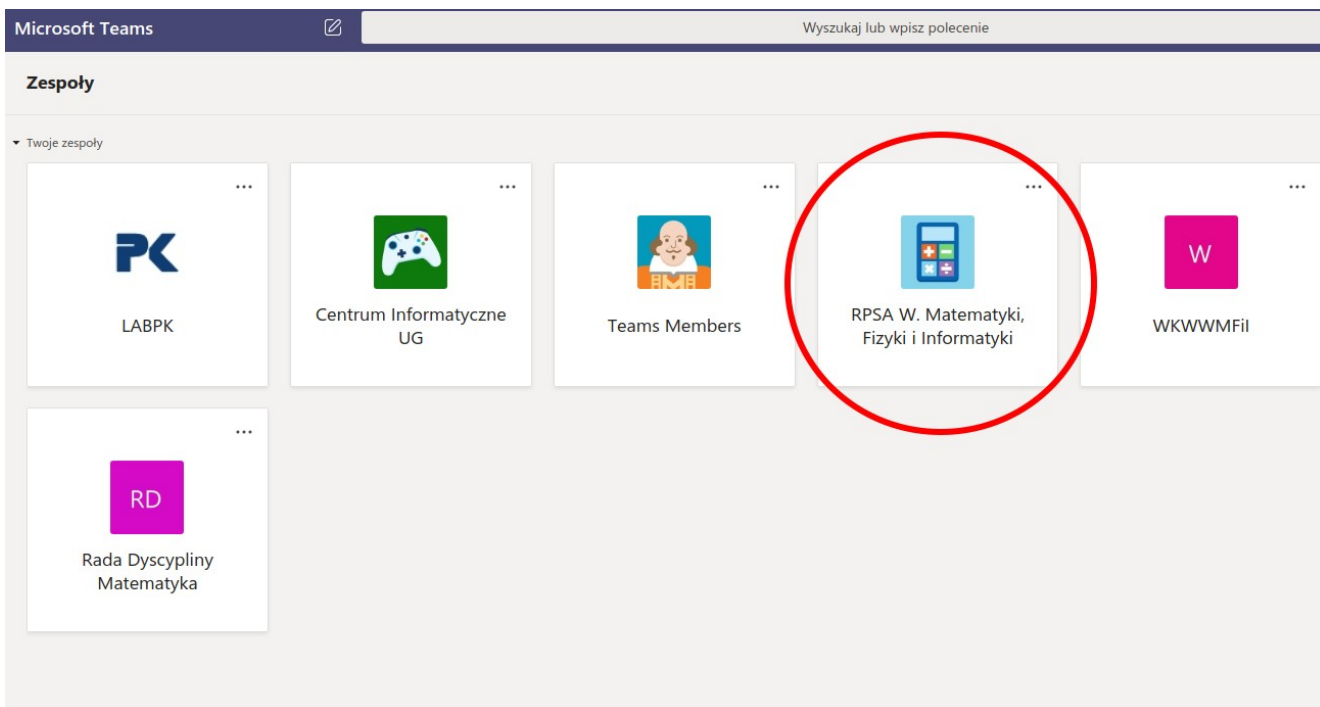 Microsoft Teams
Wyszukaj lub wpisz polecenie
Zespoły
Twoje zespoły
PK
LABPK
Centrum Informatyczne
UG
Teams Members
RPSA W. Matematyki,
Fizyki i Informatyki
W
WKWWMFiI
RD
Rada Dyscypliny
Matematyka